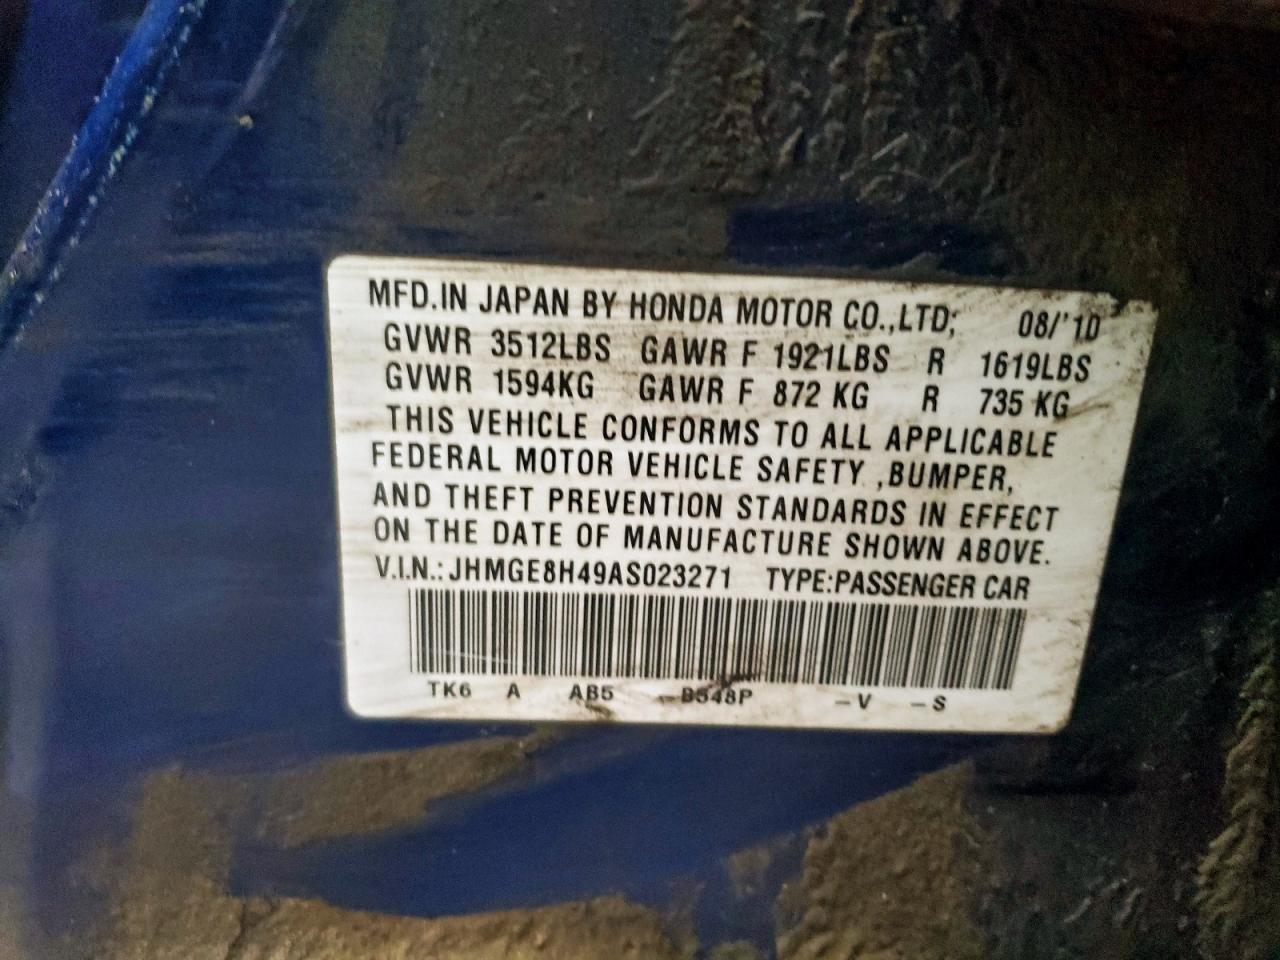 MFD.IN JAPAN BY HONDA MOTOR CO.,LTD; 08/'10
GVWR 3512LBS GAWR F 1921LBS R 1619LBS
GVWR 1594KG GAWR F 872 KG R 735 KG
THIS VEHICLE CONFORMS TO ALL APPLICABLE
FEDERAL MOTOR VEHICLE SAFETY ,BUMPER,
AND THEFT PREVENTION STANDARDS IN EFFECT
ON THE DATE OF MANUFACTURE SHOWN ABOVE.
V.I.N.: JHMGE8H49AS023271 TYPE:PASSENGER CAR
TK6 A AB5 –B548P –V –S